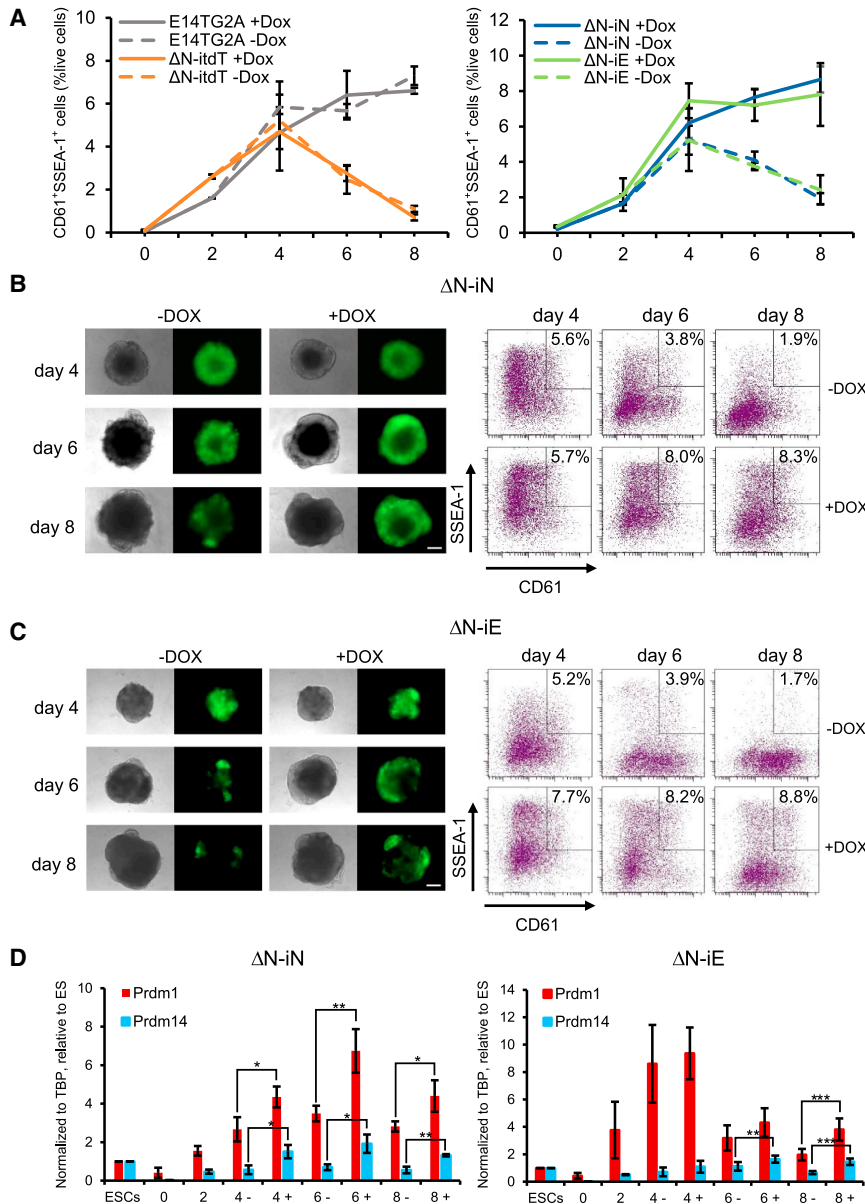 A
CD61+SSEA-1+ cells (%live cells)
10
8
6
4
2
0
E14TG2A +Dox
E14TG2A -Dox
ΔN-itdT +Dox
ΔN-itdT -Dox
0 2 4 6 8
CD61+SSEA-1+ cells (%live cells)
12
10
8
6
4
2
0
ΔN-iN +Dox
ΔN-iN -Dox
ΔN-iE +Dox
ΔN-iE -Dox
0 2 4 6 8
B
ΔN-iN
-DOX +DOX
day 4
day 6
day 8
day 4 day 6 day 8
5.6% 3.8% 1.9%
-DOX
5.7% 8.0% 8.3%
+DOX
SSEA-1
CD61
C
ΔN-iE
-DOX +DOX
day 4
day 6
day 8
day 4 day 6 day 8
5.2% 3.9% 1.7%
-DOX
7.7% 8.2% 8.8%
+DOX
SSEA-1
CD61
D
ΔN-iN
Normalized to TBP, relative to ES
10
8
6
4
2
0
Prdm1
Prdm14
* * ** * * **
ESCs 0 2 4 - 4 + 6 - 6 + 8 - 8 +
ΔN-iE
Normalized to TBP, relative to ES
14
12
10
8
6
4
2
0
Prdm1
Prdm14
** *** ***
ESCs 0 2 4 - 4 + 6 - 6 + 8 - 8 +